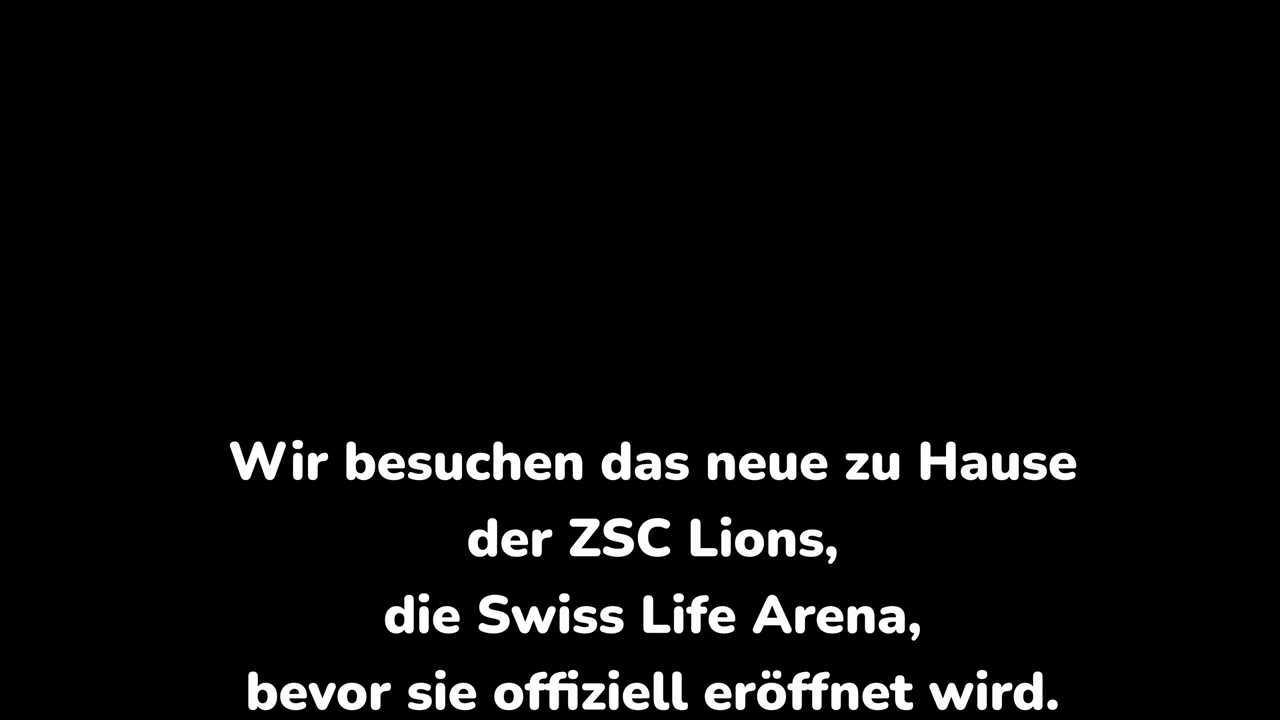 Wir besuchen das neue zu Hause
der ZSC Lions,
die Swiss Life Arena,
bevor sie offiziell eröffnet wird.